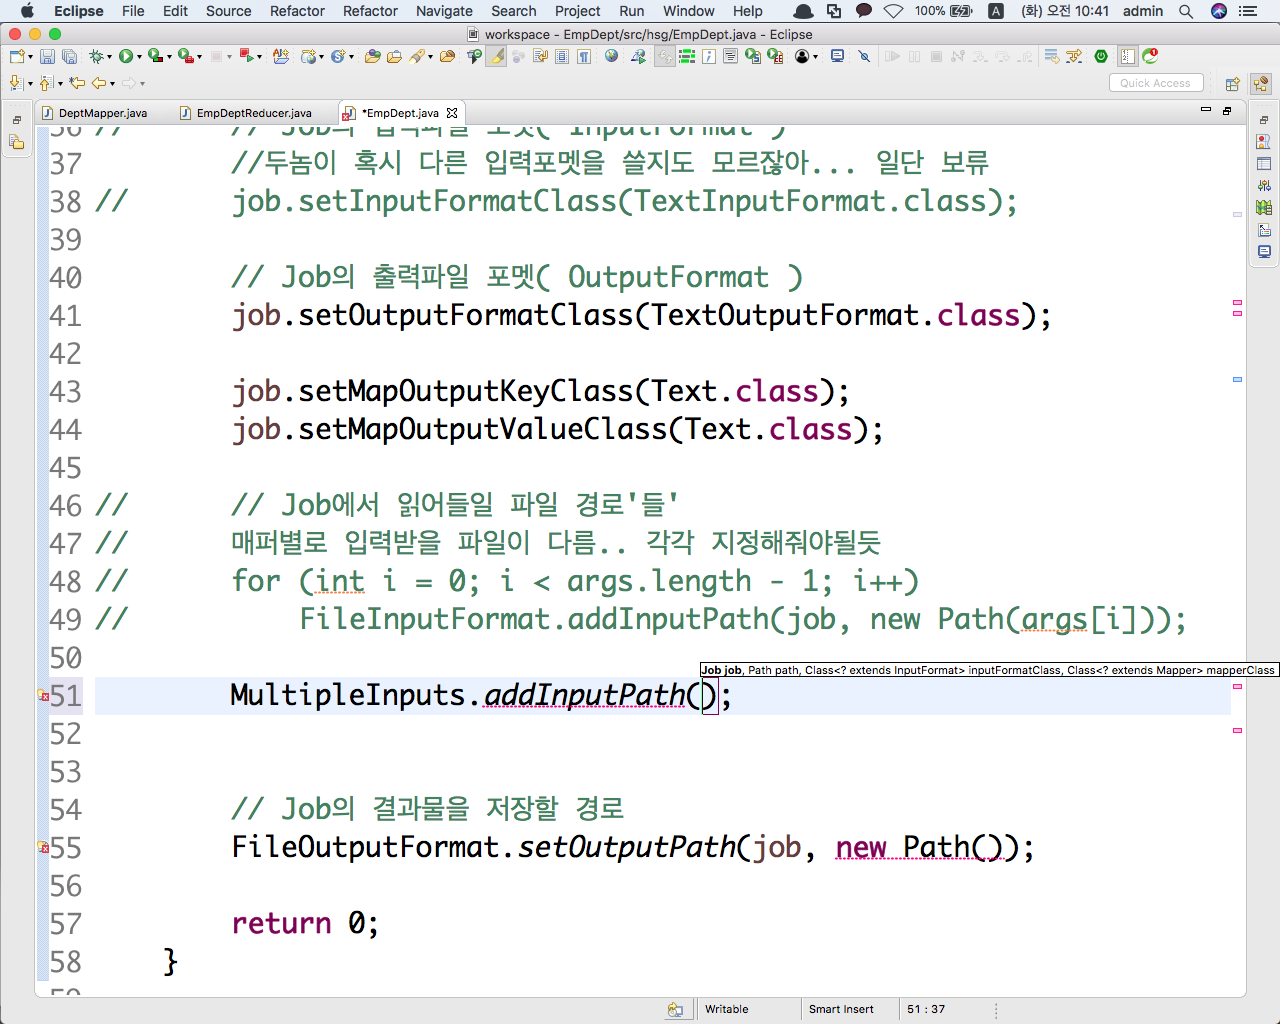 Eclipse File Edit Source Refactor Refactor Navigate Search Project Run Window Help 100% A (화) 오전 10:41 admin
workspace - EmpDept/src/hsg/EmpDept.java - Eclipse
Quick Access
DeptMapper.java EmpDeptReducer.java *EmpDept.java
36 // // Job의 입력파일 포멧( InputFormat )
37 //두놈이 혹시 다른 입력포멧을 쓸지도 모르잖아... 일단 보류
38 // job.setInputFormatClass(TextInputFormat.class);
39
40 // Job의 출력파일 포멧( OutputFormat )
41 job.setOutputFormatClass(TextOutputFormat.class);
42
43 job.setMapOutputKeyClass(Text.class);
44 job.setMapOutputValueClass(Text.class);
45
46 // // Job에서 읽어들일 파일 경로'들'
47 // 매퍼별로 입력받을 파일이 다름.. 각각 지정해줘야될듯
48 // for (int i = 0; i < args.length - 1; i++)
49 // FileInputFormat.addInputPath(job, new Path(args[i]));
50
Job job, Path path, Class<? extends InputFormat> inputFormatClass, Class<? extends Mapper> mapperClass
51 MultipleInputs.addInputPath();
52
53
54 // Job의 결과물을 저장할 경로
55 FileOutputFormat.setOutputPath(job, new Path());
56
57 return 0;
58 }
59
Writable Smart Insert 51 : 37